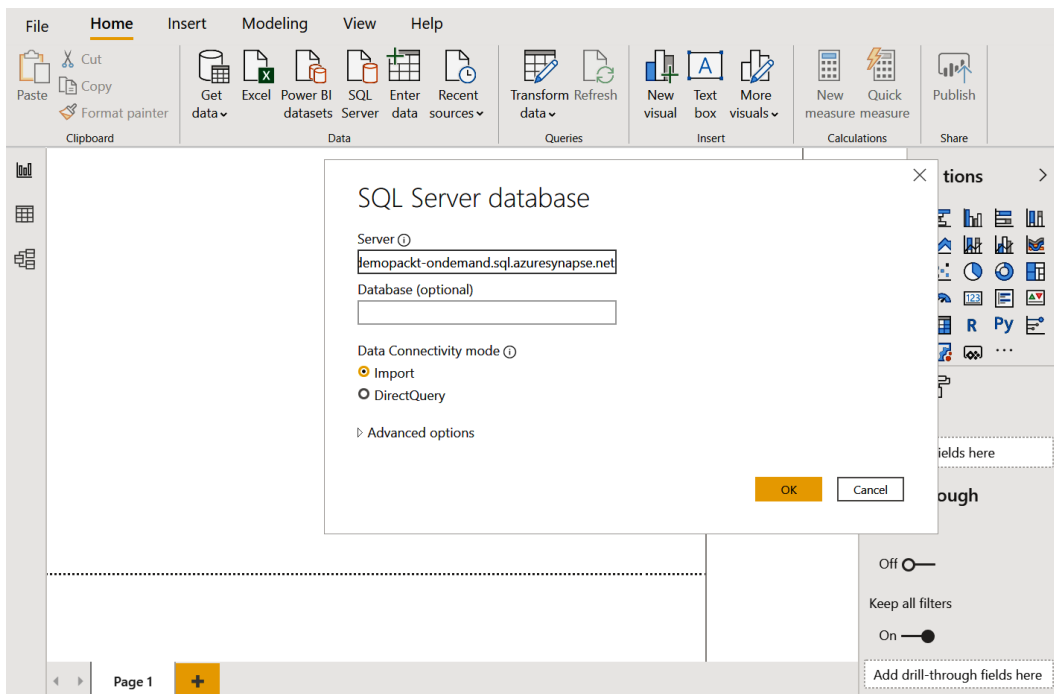 File Home Insert Modeling View Help
Paste
Cut
Copy
Format painter
Get data
Excel
Power BI datasets
SQL Server
Enter data
Recent sources
Transform data
Refresh
New visual
Text box
More visuals
New measure
Quick measure
Publish
Clipboard Data Queries Insert Calculations Share
SQL Server database
Server
demopackt-ondemand.sql.azuresynapse.net
Database (optional)
Data Connectivity mode
Import
DirectQuery
Advanced options
OK Cancel
tions
123
R Py
ields here
ough
Off
Keep all filters
On
Add drill-through fields here
Page 1